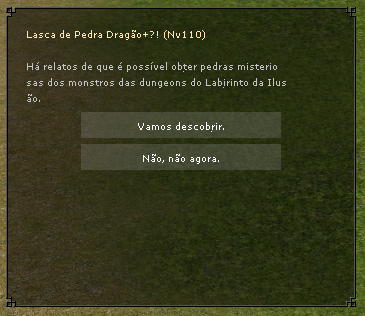 Lasca de Pedra Dragão+?! (Nv110)
Há relatos de que é possível obter pedras misterio
sas dos monstros das dungeons do Labirinto da Ilus
ão.
Vamos descobrir.
Não, não agora.